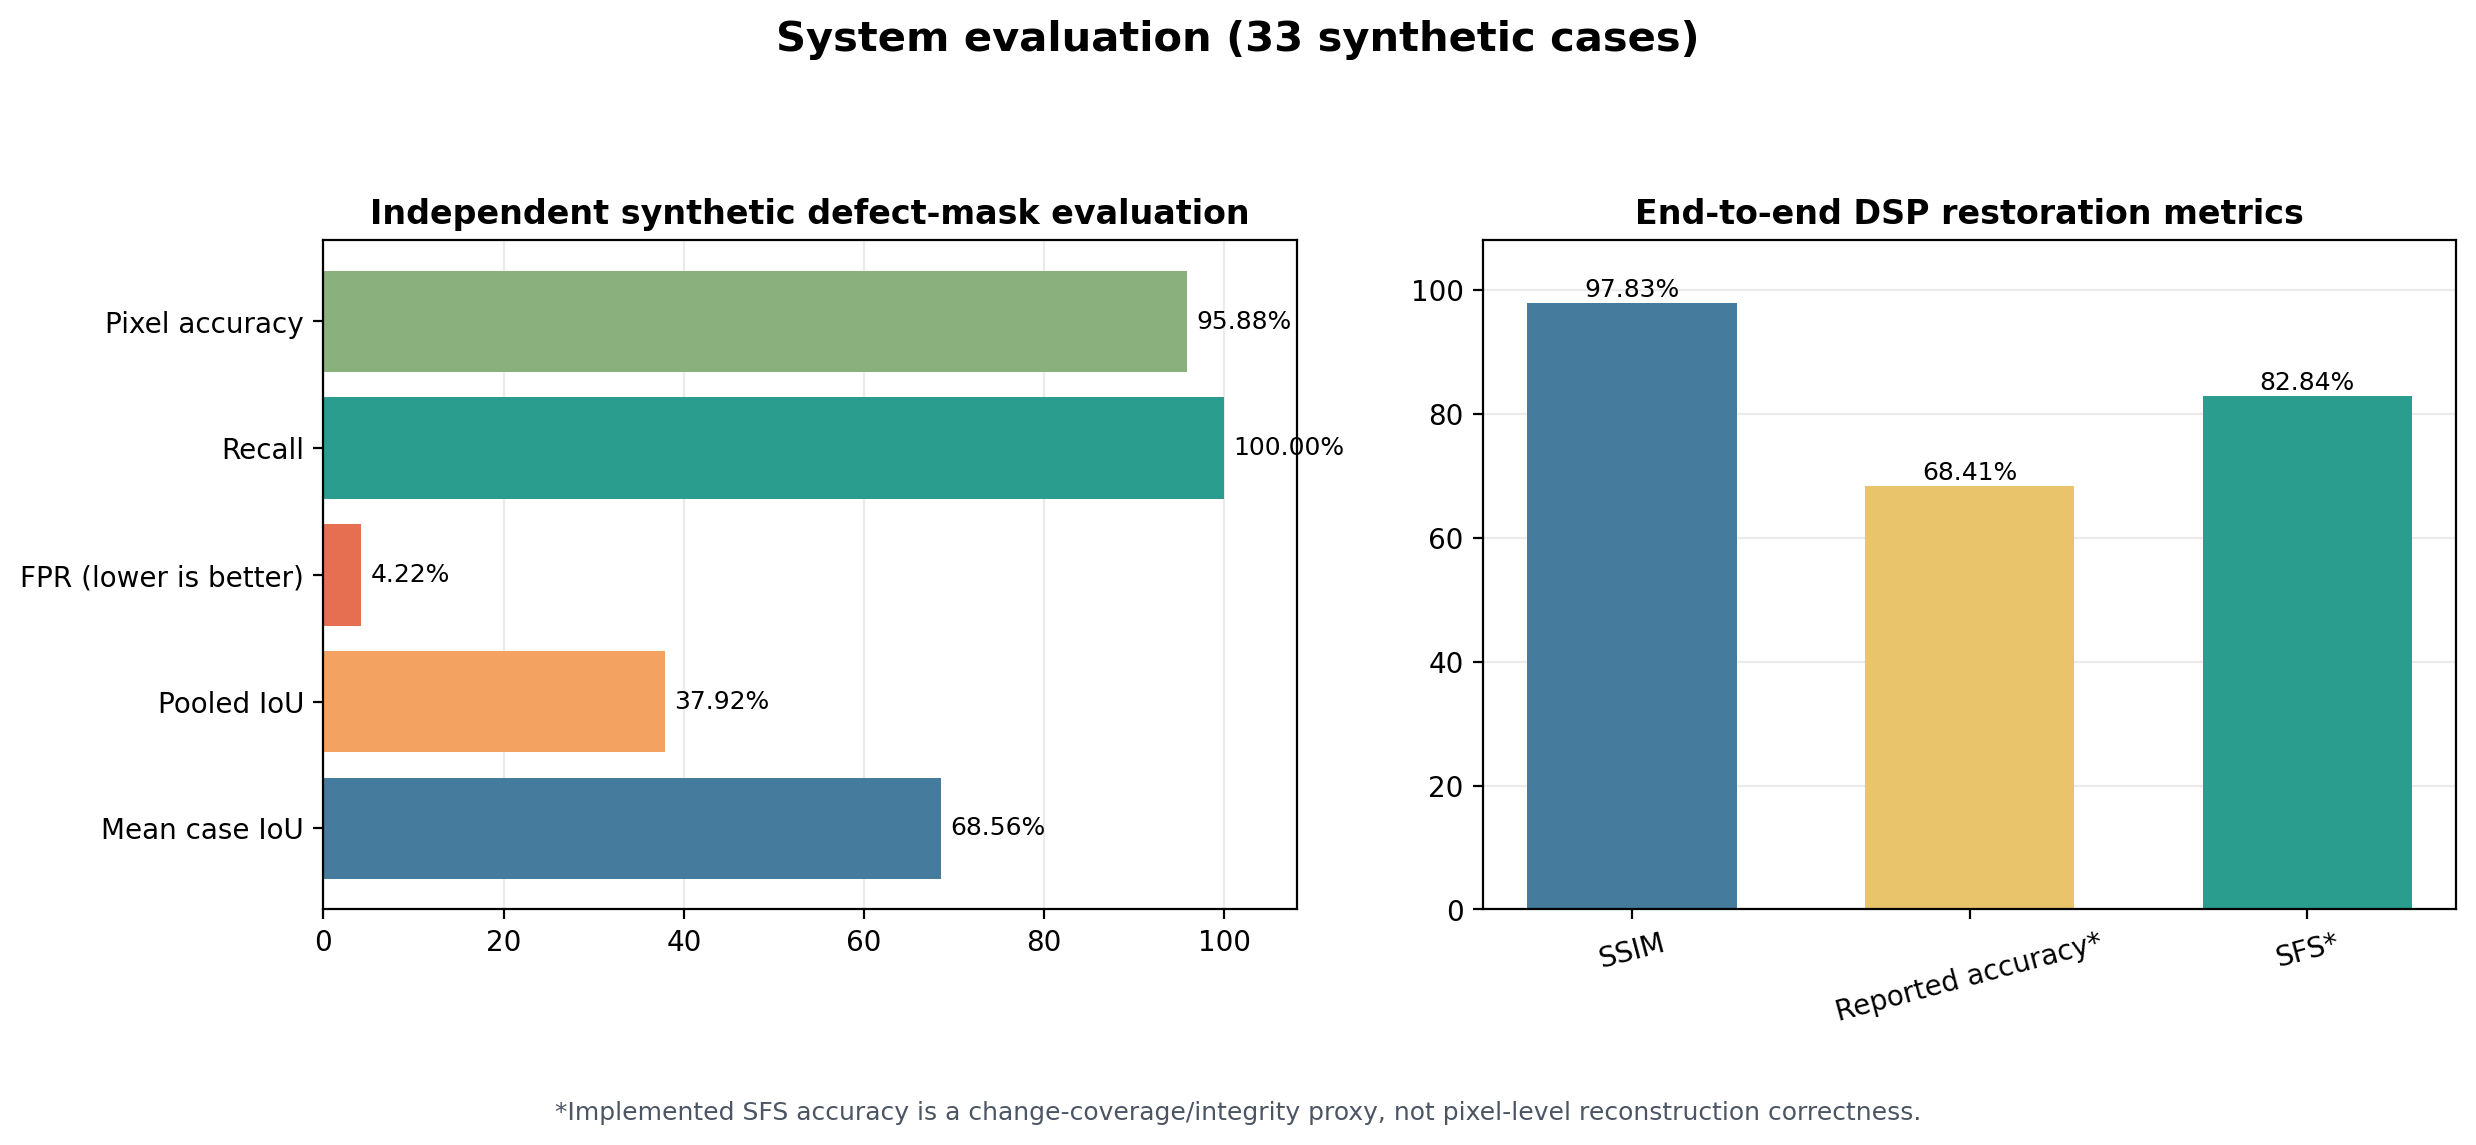 System evaluation (33 synthetic cases)
Independent synthetic defect-mask evaluation
Pixel accuracy
95.88%
Recall
100.00%
FPR (lower is better)
4.22%
Pooled IoU
37.92%
Mean case IoU
68.56%
0 20 40 60 80 100
End-to-end DSP restoration metrics
100
80
60
40
20
0
97.83%
68.41%
82.84%
SSIM
Reported accuracy*
SFS*
*Implemented SFS accuracy is a change-coverage/integrity proxy, not pixel-level reconstruction correctness.